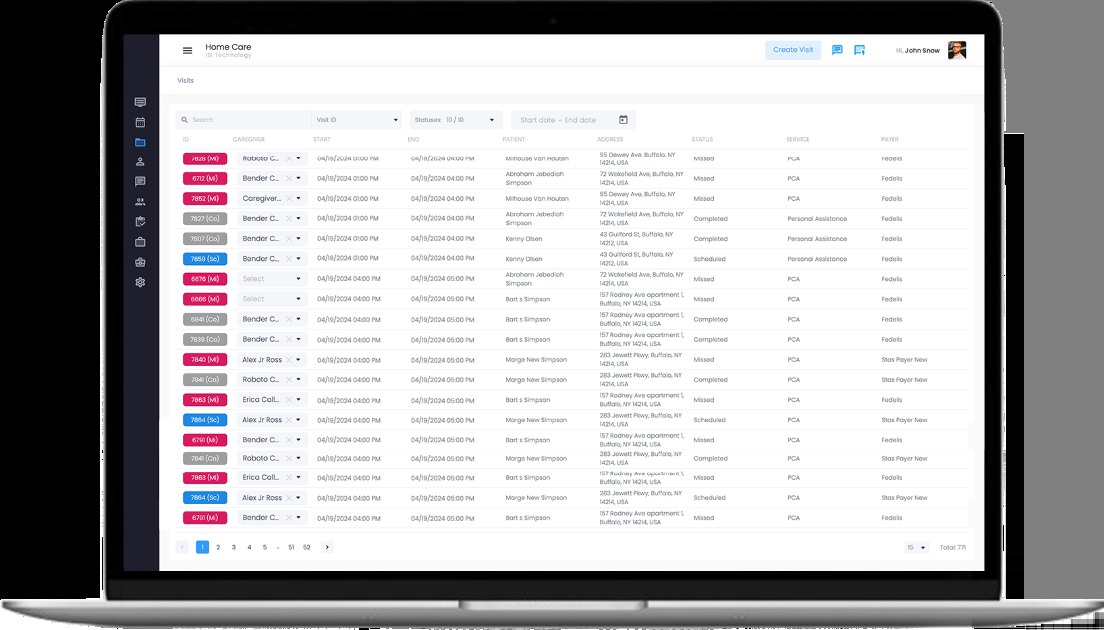 Home Care
iSi Technology
Create Visit
Hi, John Snow
Visits
Search Visit ID Statuses: 10 / 10 Start date – End date
ID CAREGIVER START END PATIENT ADDRESS STATUS SERVICE PAYER
7828 (Mi) Roboto C... 04/19/2024 01:00 PM 04/19/2024 04:00 PM Milhouse Van Houten 95 Dewey Ave, Buffalo, NY 14214, USA Missed PCA Fedelis
6712 (Mi) Bender C... 04/19/2024 01:00 PM 04/19/2024 04:00 PM Abraham Jebediah Simpson 72 Wakefield Ave, Buffalo, NY 14214, USA Missed PCA Fedelis
7852 (Mi) Caregiver... 04/19/2024 01:00 PM 04/19/2024 04:00 PM Milhouse Van Houten 95 Dewey Ave, Buffalo, NY 14214, USA Missed PCA Fedelis
7827 (Co) Bender C... 04/19/2024 01:00 PM 04/19/2024 04:00 PM Abraham Jebediah Simpson 72 Wakefield Ave, Buffalo, NY 14214, USA Completed Personal Assistance Fedelis
7807 (Co) Bender C... 04/19/2024 01:00 PM 04/19/2024 04:00 PM Kenny Olsen 43 Guilford St, Buffalo, NY 14212, USA Completed Personal Assistance Fedelis
7859 (Sc) Bender C... 04/19/2024 01:00 PM 04/19/2024 04:00 PM Kenny Olsen 43 Guilford St, Buffalo, NY 14212, USA Scheduled Personal Assistance Fedelis
6676 (Mi) Select 04/19/2024 04:00 PM 04/19/2024 05:00 PM Abraham Jebediah Simpson 72 Wakefield Ave, Buffalo, NY 14214, USA Missed PCA Fedelis
6666 (Mi) Select 04/19/2024 04:00 PM 04/19/2024 05:00 PM Bart s Simpson 157 Rodney Ave apartment 1, Buffalo, NY 14214, USA Missed PCA Fedelis
6841 (Co) Bender C... 04/19/2024 04:00 PM 04/19/2024 05:00 PM Bart s Simpson 157 Rodney Ave apartment 1, Buffalo, NY 14214, USA Completed PCA Fedelis
7839 (Co) Bender C... 04/19/2024 04:00 PM 04/19/2024 05:00 PM Bart s Simpson 157 Rodney Ave apartment 1, Buffalo, NY 14214, USA Completed PCA Fedelis
7840 (Mi) Alex Jr Ross 04/19/2024 04:00 PM 04/19/2024 05:00 PM Marge New Simpson 283 Jewett Pkwy, Buffalo, NY 14214, USA Missed PCA Stas Payer New
7841 (Co) Roboto C... 04/19/2024 04:00 PM 04/19/2024 05:00 PM Marge New Simpson 283 Jewett Pkwy, Buffalo, NY 14214, USA Completed PCA Stas Payer New
7863 (Mi) Erica Call... 04/19/2024 04:00 PM 04/19/2024 05:00 PM Bart s Simpson 157 Rodney Ave apartment 1, Buffalo, NY 14214, USA Missed PCA Fedelis
7864 (Sc) Alex Jr Ross 04/19/2024 04:00 PM 04/19/2024 05:00 PM Marge New Simpson 283 Jewett Pkwy, Buffalo, NY 14214, USA Scheduled PCA Stas Payer New
6791 (Mi) Bender C... 04/19/2024 04:00 PM 04/19/2024 05:00 PM Bart s Simpson 157 Rodney Ave apartment 1, Buffalo, NY 14214, USA Missed PCA Fedelis
7841 (Co) Roboto C... 04/19/2024 04:00 PM 04/19/2024 05:00 PM Marge New Simpson 283 Jewett Pkwy, Buffalo, NY 14214, USA Completed PCA Stas Payer New
7863 (Mi) Erica Call... 04/19/2024 04:00 PM 04/19/2024 05:00 PM Bart s Simpson 157 Rodney Ave apartment 1, Buffalo, NY 14214, USA Missed PCA Fedelis
7864 (Sc) Alex Jr Ross 04/19/2024 04:00 PM 04/19/2024 05:00 PM Marge New Simpson 283 Jewett Pkwy, Buffalo, NY 14214, USA Scheduled PCA Stas Payer New
6791 (Mi) Bender C... 04/19/2024 04:00 PM 04/19/2024 05:00 PM Bart s Simpson 157 Rodney Ave apartment 1, Buffalo, NY 14214, USA Missed PCA Fedelis
1 2 3 4 5 ... 51 52 15 Total: 771